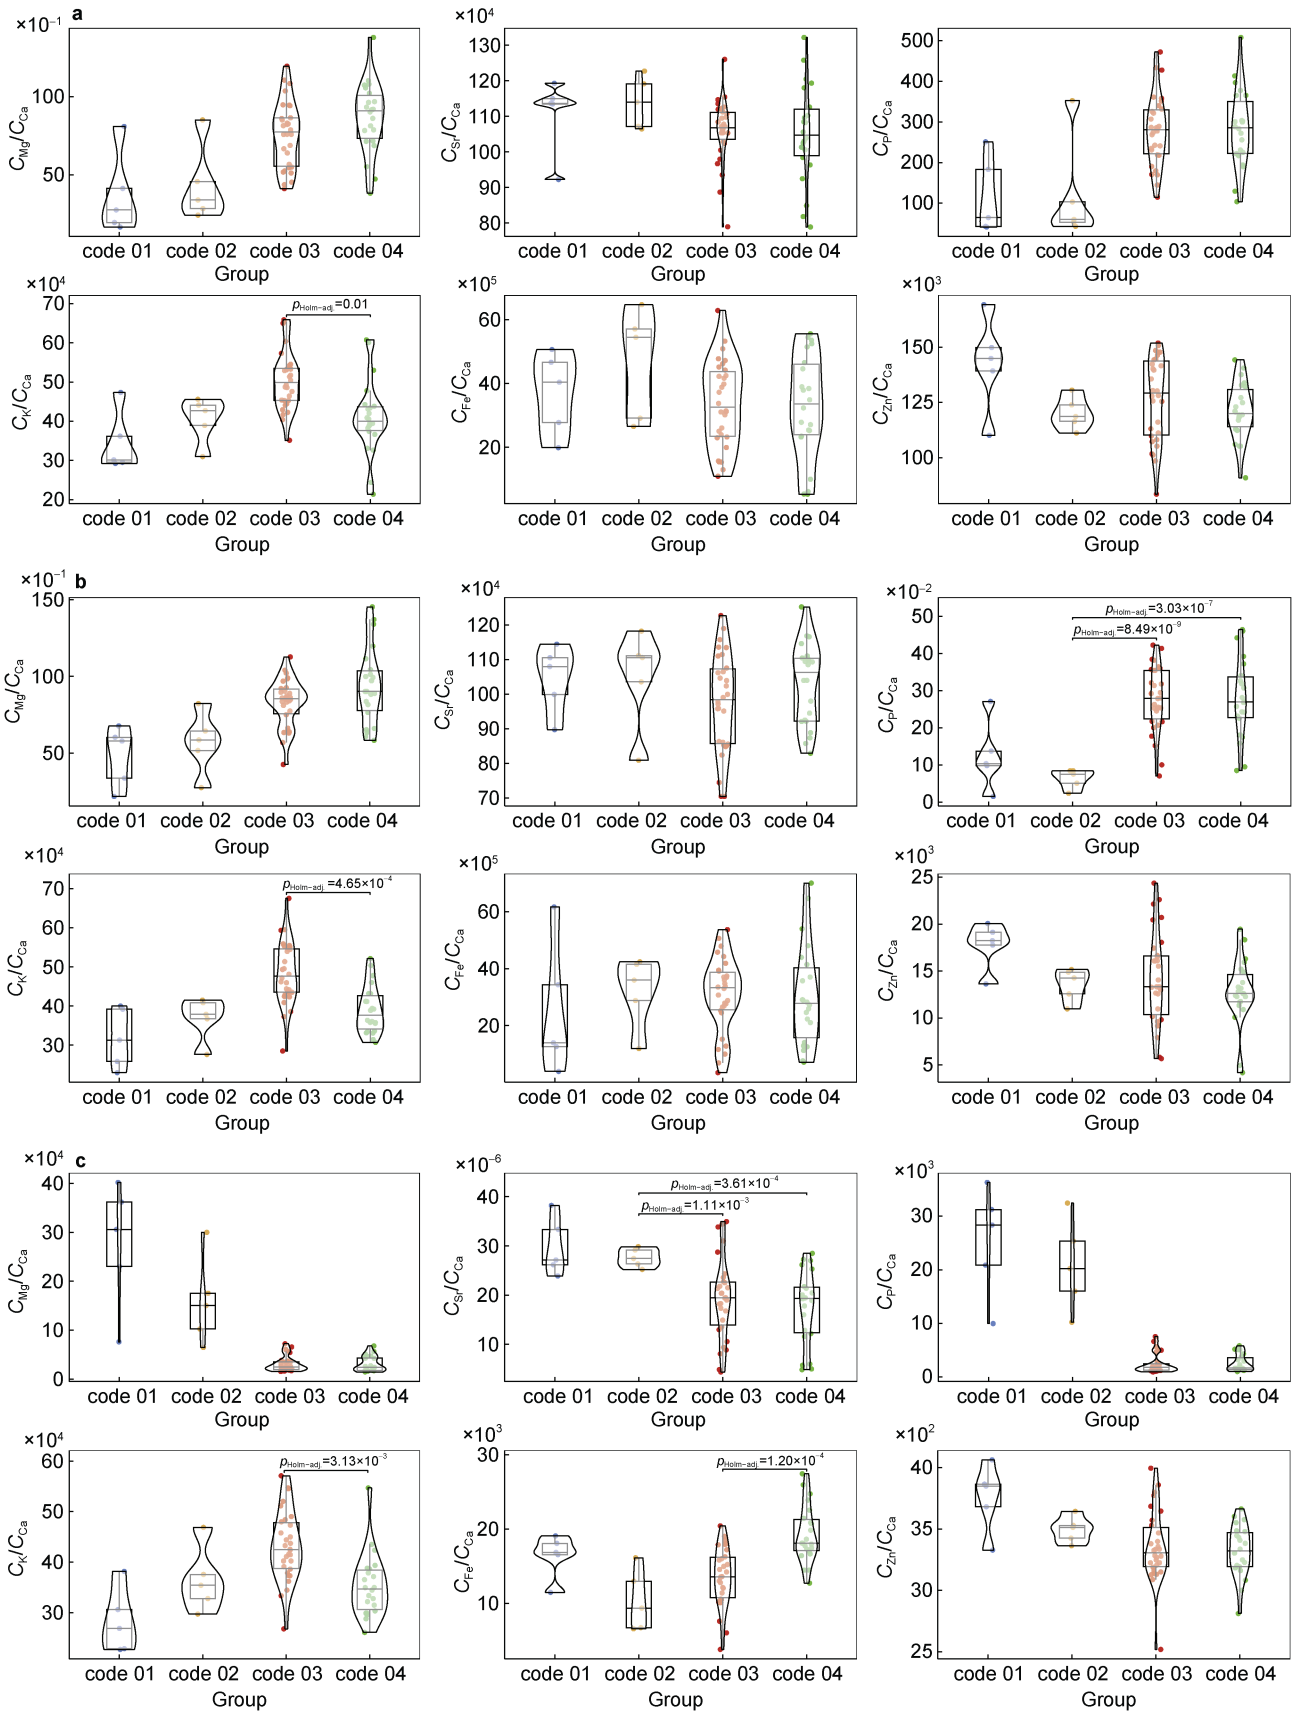 a
×10⁻¹
100
50
C_Mg/C_Ca
code 01 code 02 code 03 code 04
Group
×10⁴
130
120
110
100
90
80
C_Sr/C_Ca
code 01 code 02 code 03 code 04
Group
500
400
300
200
100
C_P/C_Ca
code 01 code 02 code 03 code 04
Group
×10⁴
70
60
50
40
30
20
C_K/C_Ca
p_Holm−adj.=0.01
code 01 code 02 code 03 code 04
Group
×10⁵
60
40
20
C_Fe/C_Ca
code 01 code 02 code 03 code 04
Group
×10³
150
125
100
C_Zn/C_Ca
code 01 code 02 code 03 code 04
Group
b
×10⁻¹
150
100
50
C_Mg/C_Ca
code 01 code 02 code 03 code 04
Group
×10⁴
120
110
100
90
80
70
C_Sr/C_Ca
code 01 code 02 code 03 code 04
Group
×10⁻²
50
40
30
20
10
0
C_P/C_Ca
p_Holm−adj.=3.03×10⁻⁷
p_Holm−adj.=8.49×10⁻⁹
code 01 code 02 code 03 code 04
Group
×10⁴
70
60
50
40
30
C_K/C_Ca
p_Holm−adj.=4.65×10⁻⁴
code 01 code 02 code 03 code 04
Group
×10⁵
60
40
20
C_Fe/C_Ca
code 01 code 02 code 03 code 04
Group
×10³
25
20
15
10
5
C_Zn/C_Ca
code 01 code 02 code 03 code 04
Group
c
×10⁴
40
30
20
10
0
C_Mg/C_Ca
code 01 code 02 code 03 code 04
Group
×10⁻⁶
40
30
20
10
C_Sr/C_Ca
p_Holm−adj.=3.61×10⁻⁴
p_Holm−adj.=1.11×10⁻³
code 01 code 02 code 03 code 04
Group
×10³
30
20
10
0
C_P/C_Ca
code 01 code 02 code 03 code 04
Group
×10⁴
60
50
40
30
C_K/C_Ca
p_Holm−adj.=3.13×10⁻³
code 01 code 02 code 03 code 04
Group
×10³
30
20
10
C_Fe/C_Ca
p_Holm−adj.=1.20×10⁻⁴
code 01 code 02 code 03 code 04
Group
×10²
40
35
30
25
C_Zn/C_Ca
code 01 code 02 code 03 code 04
Group